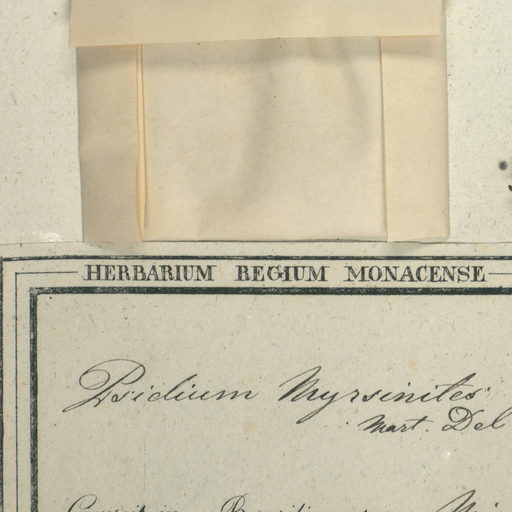 HERBARIUM REGIUM MONACENSE
Psidium Myrsinites
Mart. Del